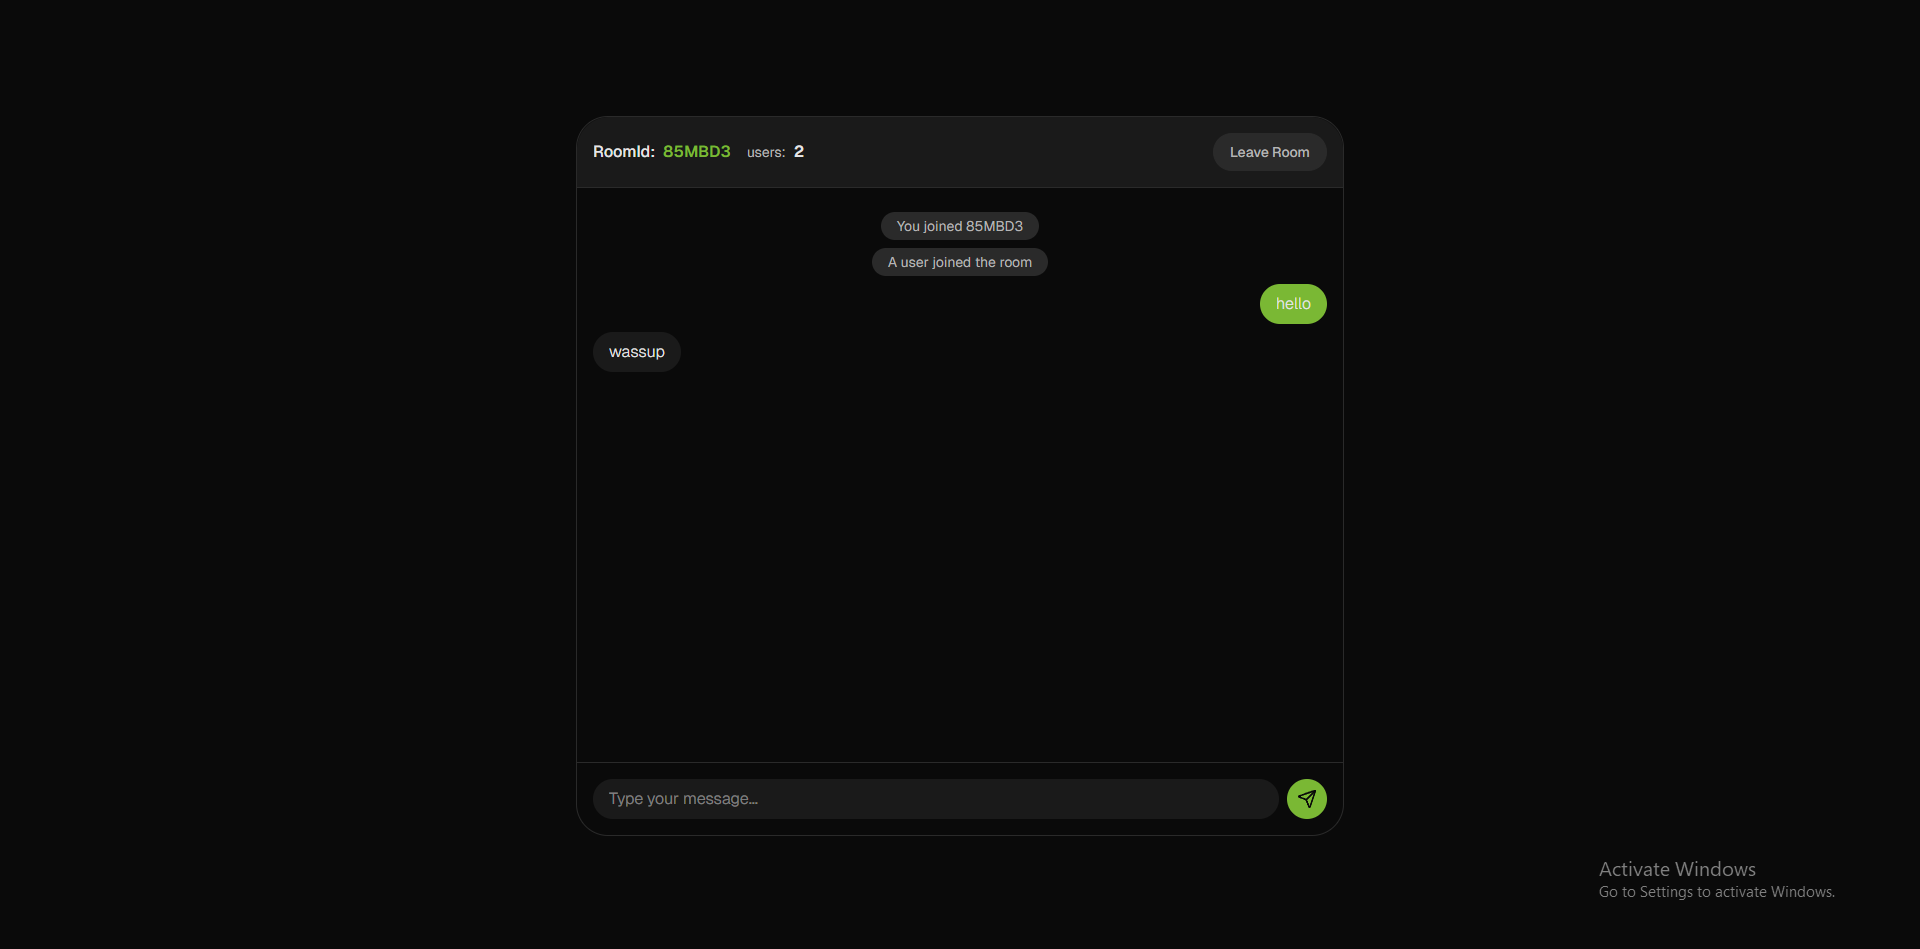 RoomId: 85MBD3 users: 2 Leave Room
You joined 85MBD3
A user joined the room
hello
wassup
Type your message...
Activate Windows
Go to Settings to activate Windows.